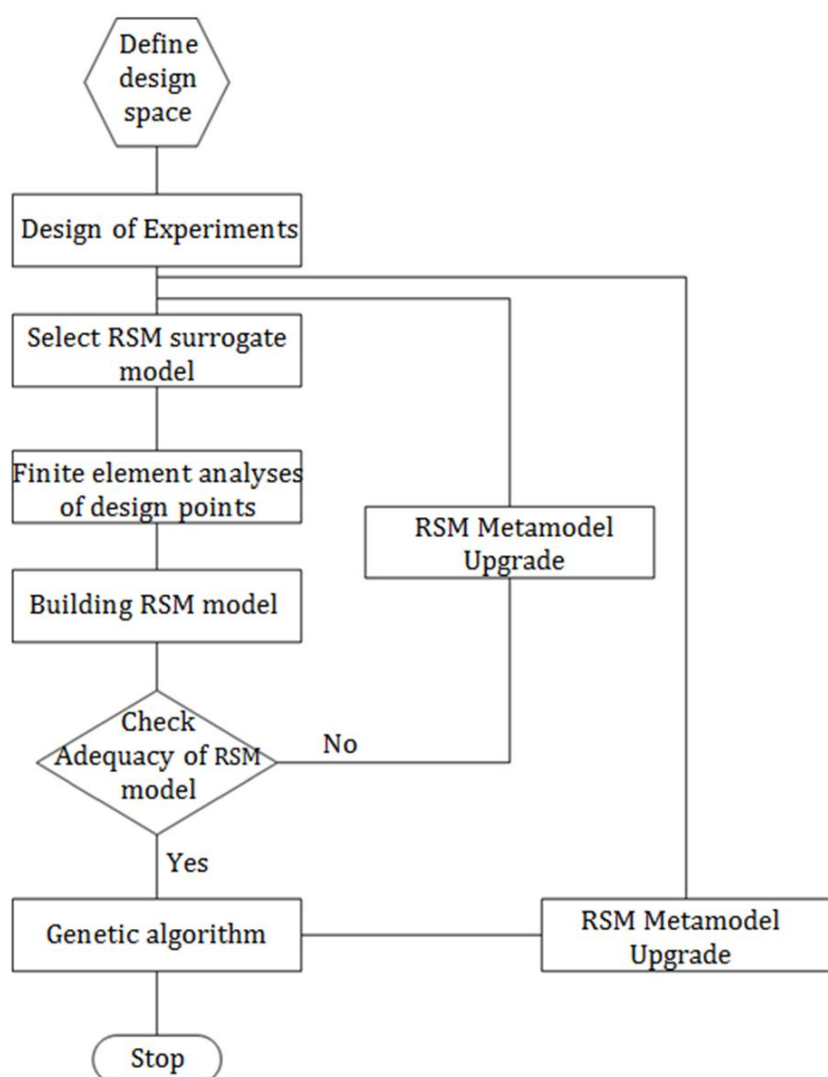 Define
design
space
Design of Experiments
Select RSM surrogate
model
Finite element analyses
of design points
RSM Metamodel
Upgrade
Building RSM model
Check
Adequacy of RSM
model
No
Yes
Genetic algorithm
RSM Metamodel
Upgrade
Stop